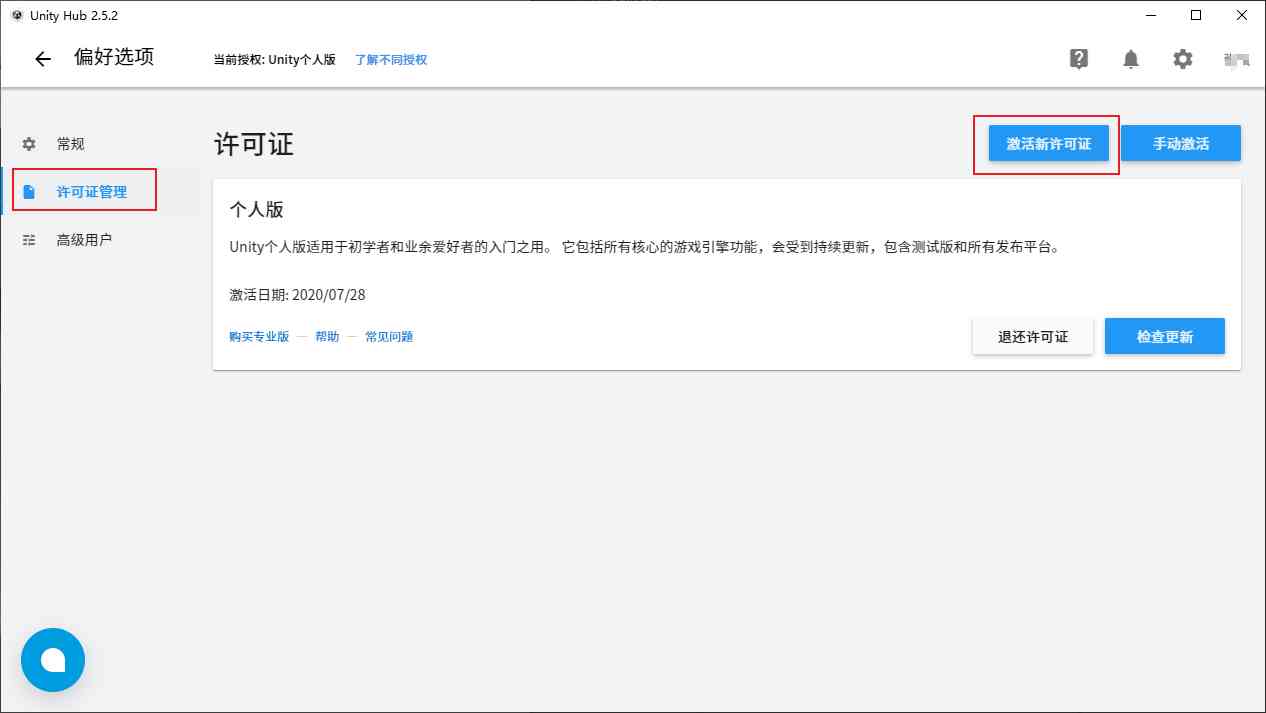 Unity Hub 2.5.2
偏好选项
当前授权: Unity个人版 了解不同授权
常规
许可证管理
高级用户
许可证
激活新许可证
手动激活
个人版
Unity个人版适用于初学者和业余爱好者的入门之用。 它包括所有核心的游戏引擎功能，会受到持续更新，包含测试版和所有发布平台。
激活日期: 2020/07/28
购买专业版 — 帮助 — 常见问题
退还许可证
检查更新